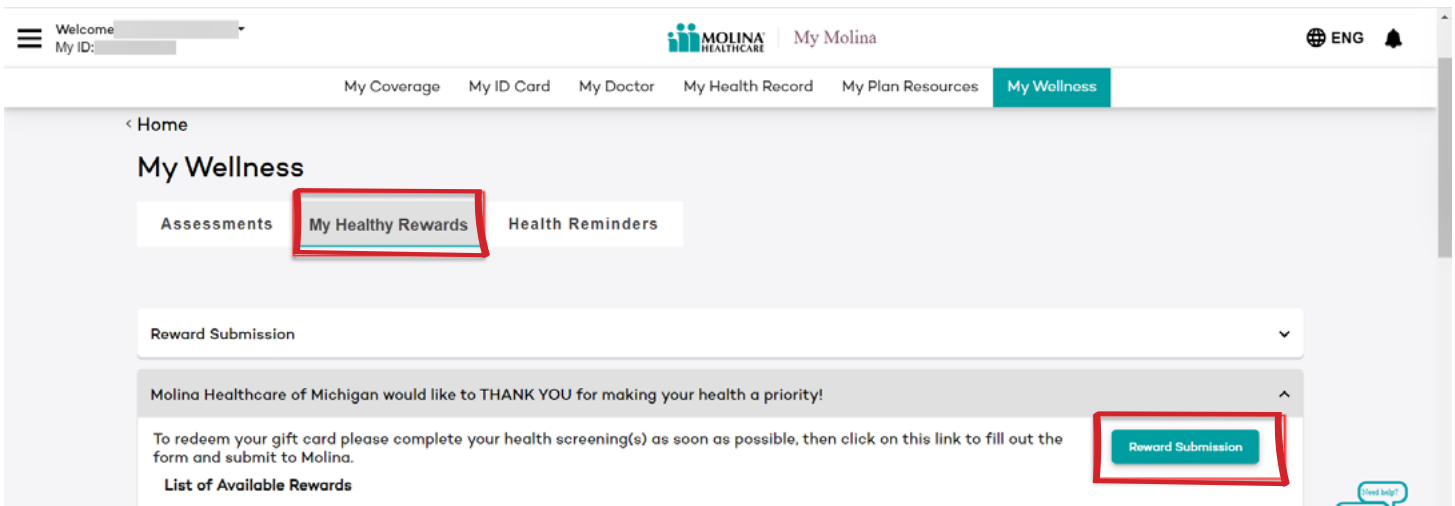 Welcome
My ID:
MOLINA HEALTHCARE My Molina
ENG
My Coverage My ID Card My Doctor My Health Record My Plan Resources My Wellness
< Home
My Wellness
Assessments My Healthy Rewards Health Reminders
Reward Submission
Molina Healthcare of Michigan would like to THANK YOU for making your health a priority!
To redeem your gift card please complete your health screening(s) as soon as possible, then click on this link to fill out the
form and submit to Molina.
Reward Submission
List of Available Rewards
Need help?